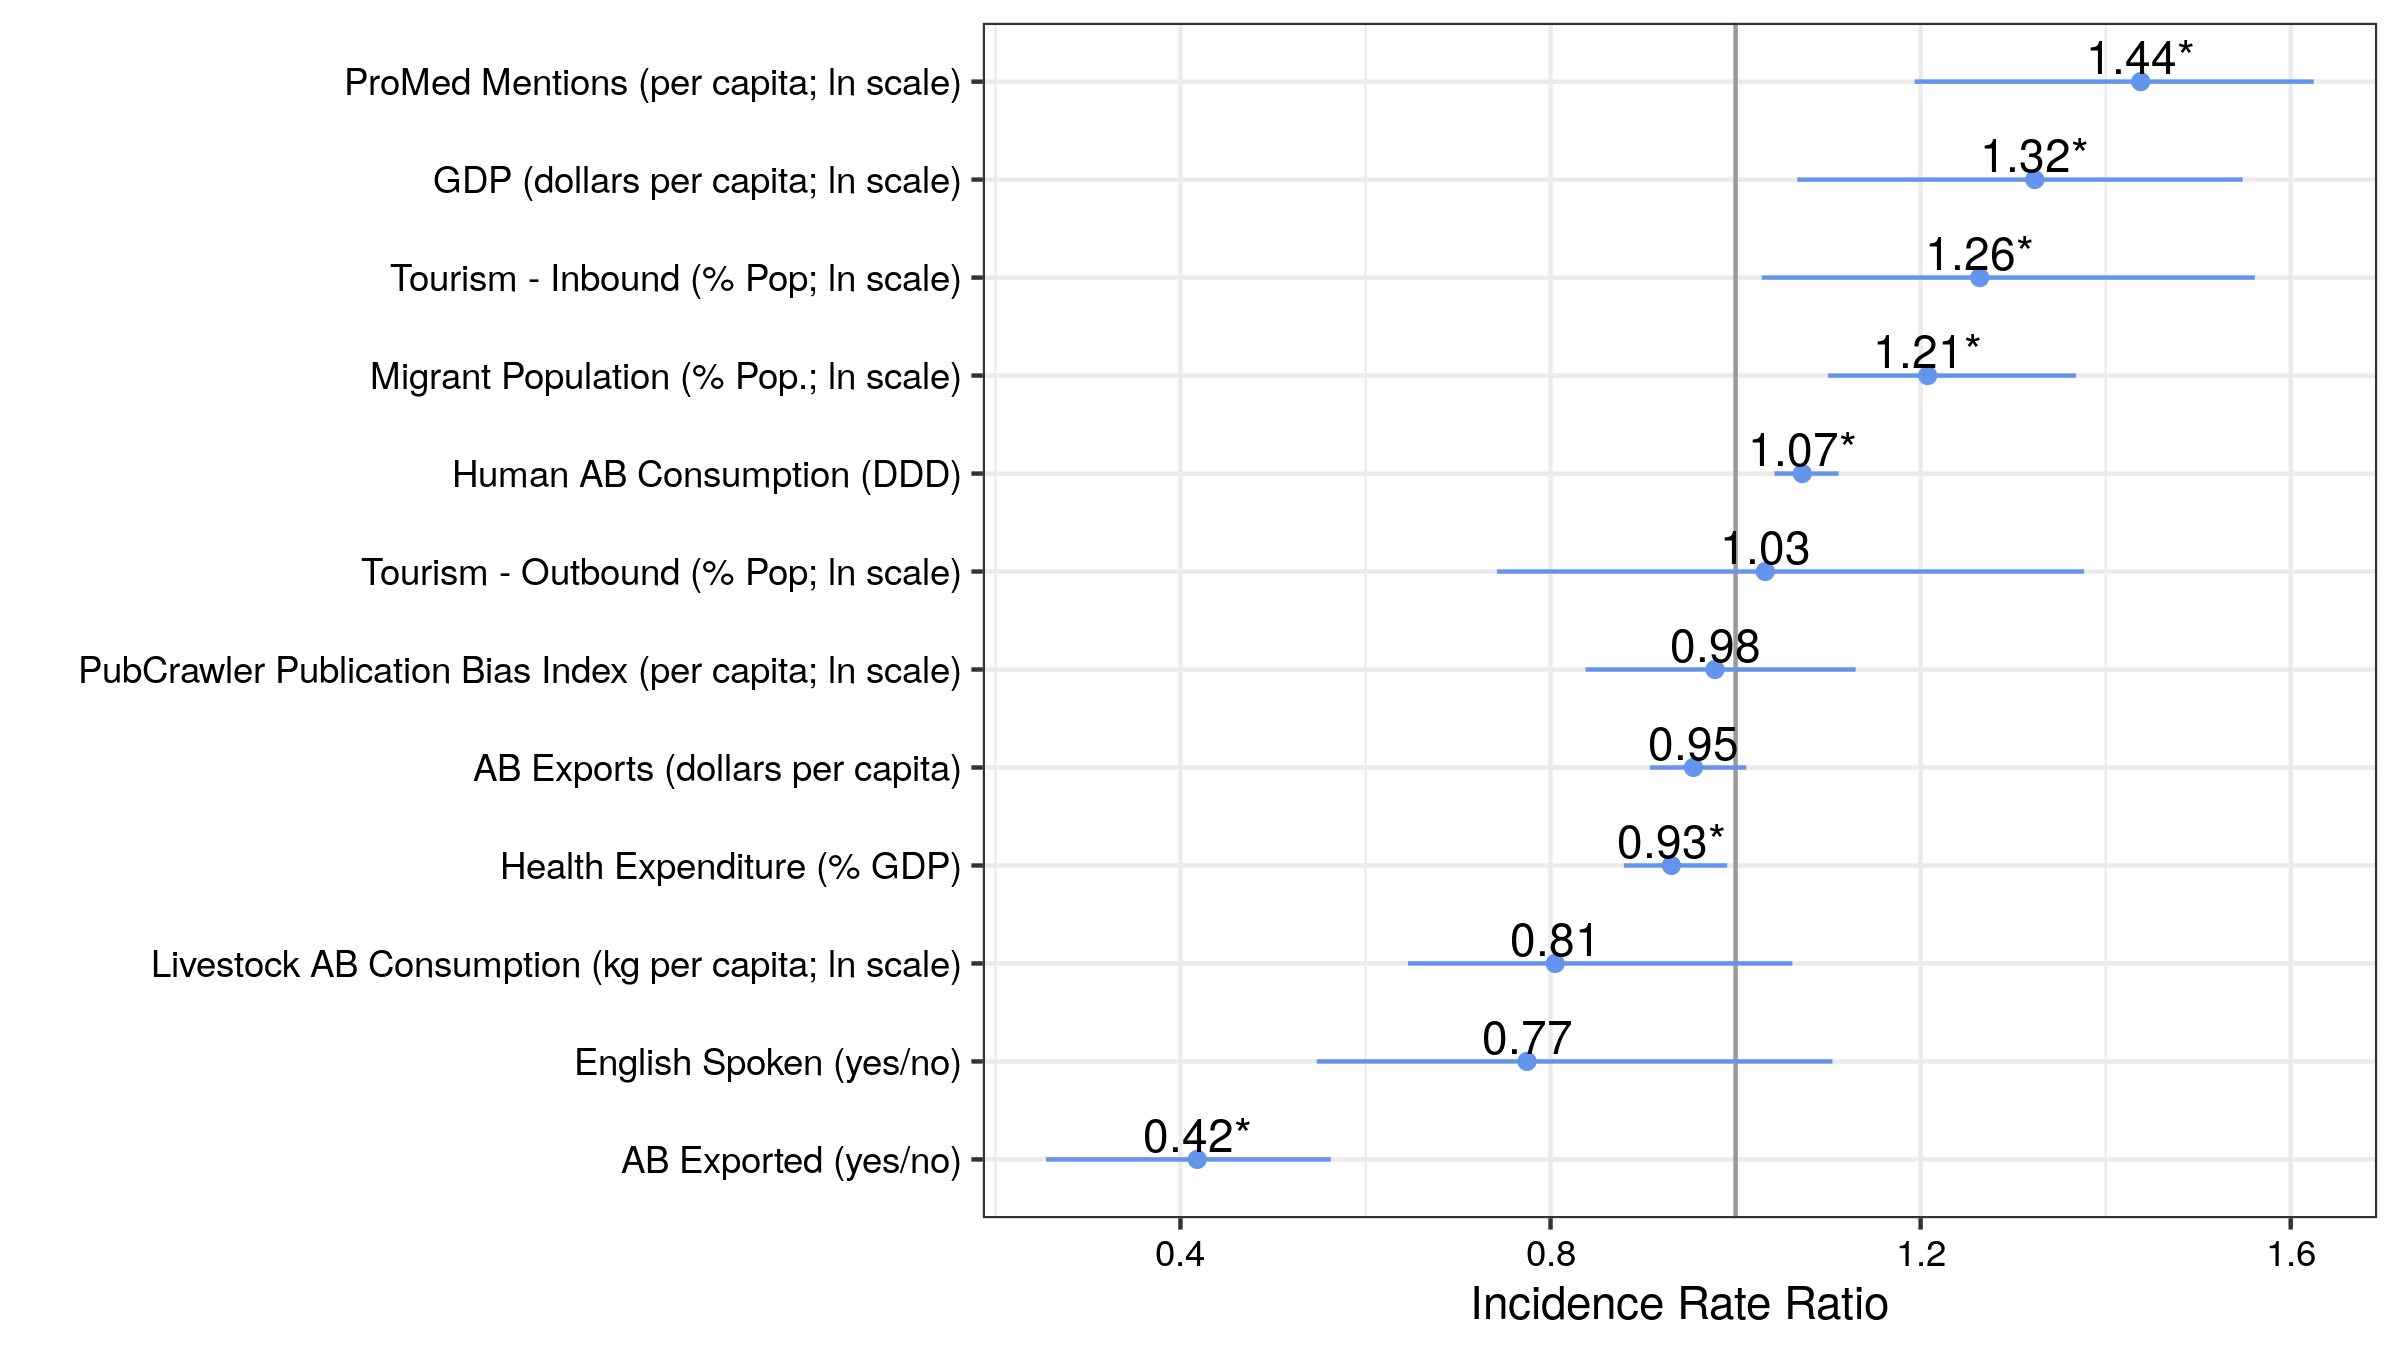 ProMed Mentions (per capita; ln scale) 1.44*
GDP (dollars per capita; ln scale) 1.32*
Tourism - Inbound (% Pop; ln scale) 1.26*
Migrant Population (% Pop.; ln scale) 1.21*
Human AB Consumption (DDD) 1.07*
Tourism - Outbound (% Pop; ln scale) 1.03
PubCrawler Publication Bias Index (per capita; ln scale) 0.98
AB Exports (dollars per capita) 0.95
Health Expenditure (% GDP) 0.93*
Livestock AB Consumption (kg per capita; ln scale) 0.81
English Spoken (yes/no) 0.77
AB Exported (yes/no) 0.42*
0.4 0.8 1.2 1.6
Incidence Rate Ratio